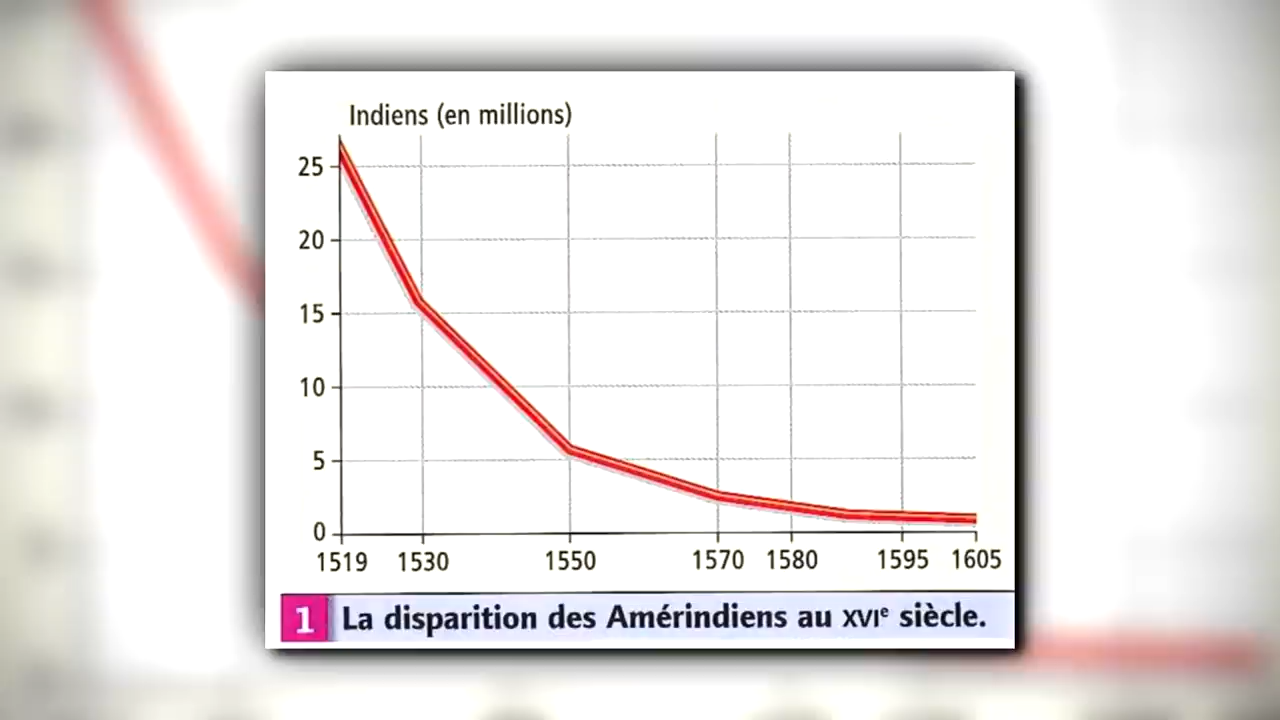 Indiens (en millions)
25
20
15
10
5
0
1519 1530 1550 1570 1580 1595 1605
1 La disparition des Amérindiens au XVIe siècle.